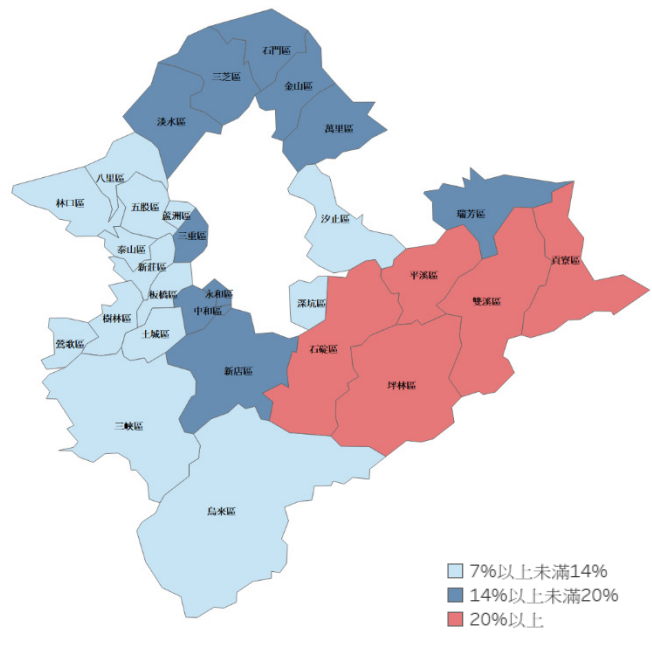 石門區
三芝區
金山區
淡水區
萬里區
八里區
林口區
五股區
蘆洲區
汐止區
瑞芳區
三重區
泰山區
貢寮區
新莊區
平溪區
板橋區
永和區
雙溪區
深坑區
中和區
樹林區
土城區
鶯歌區
石碇區
新店區
坪林區
三峽區
烏來區
7%以上未滿14%
14%以上未滿20%
20%以上